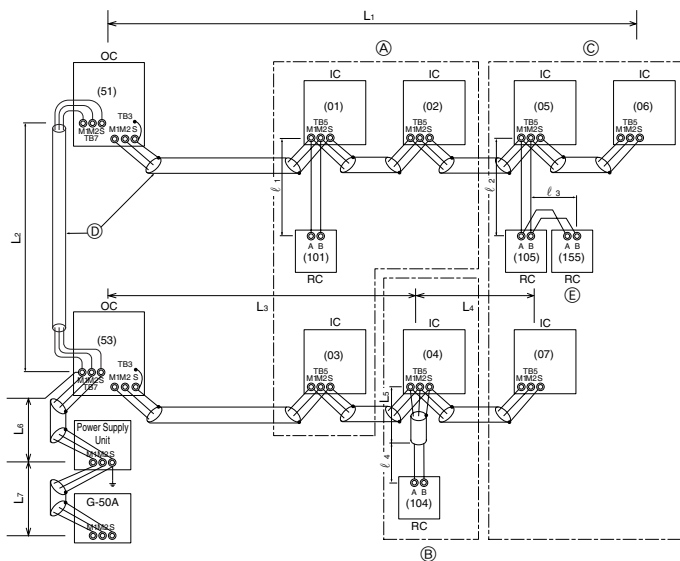 L1
A
C
OC
IC
IC
IC
IC
(51)
(01)
(02)
(05)
(06)
TB3
TB5
TB5
TB5
TB5
M1M2S
M1M2S
M1M2S
M1M2S
M1M2S
M1M2S
TB7
ℓ1
ℓ2
ℓ3
L2
D
A B
A B
A B
(101)
(105)
(155)
RC
RC
RC
E
L3
L4
OC
IC
IC
IC
(53)
(03)
(04)
(07)
TB3
TB5
TB5
TB5
M1M2S
M1M2S
M1M2S
M1M2S
M1M2S
TB7
L5
L6
Power Supply
Unit
M1M2S
ℓ4
L7
G-50A
M1M2S
A B
(104)
RC
B